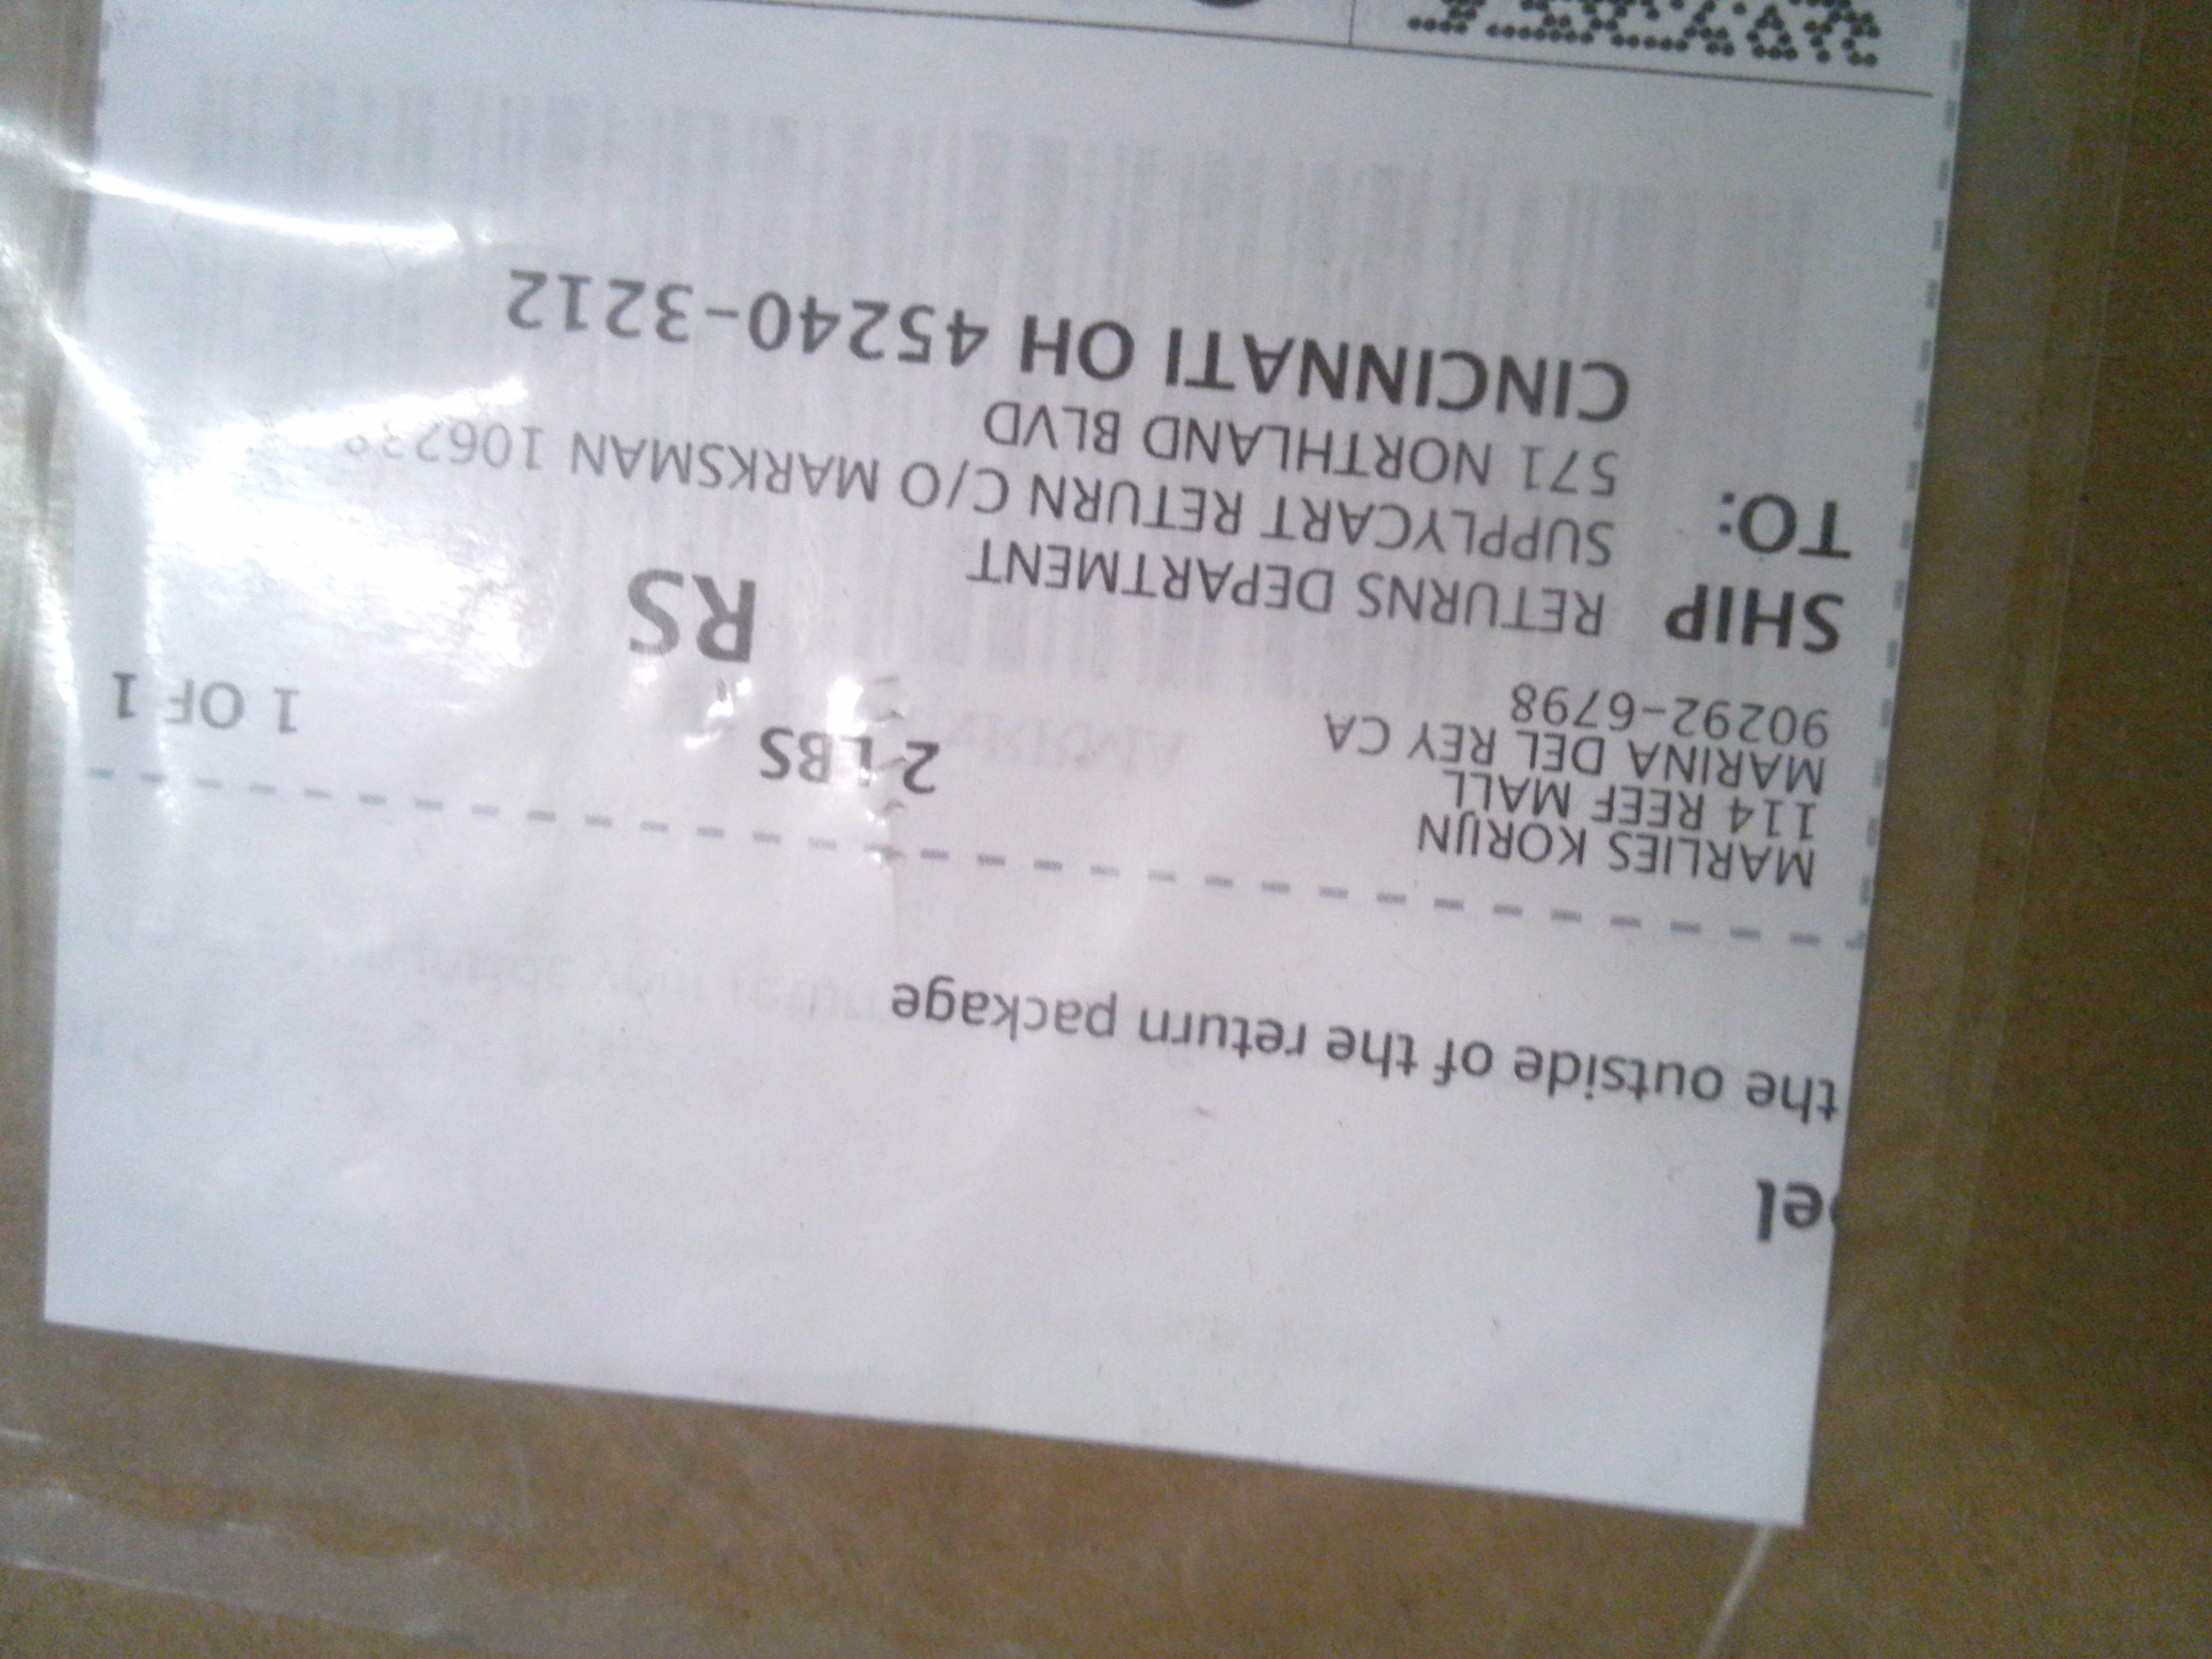 the outside of the return package
MARLIES KORIJN
114 REEF MALL
MARINA DEL REY CA
90292-6798
2 LBS
1 OF 1
RS
SHIP
TO:
RETURNS DEPARTMENT
SUPPLYCART RETURN C/O MARKSMAN
571 NORTHLAND BLVD
CINCINNATI OH 45240-3212